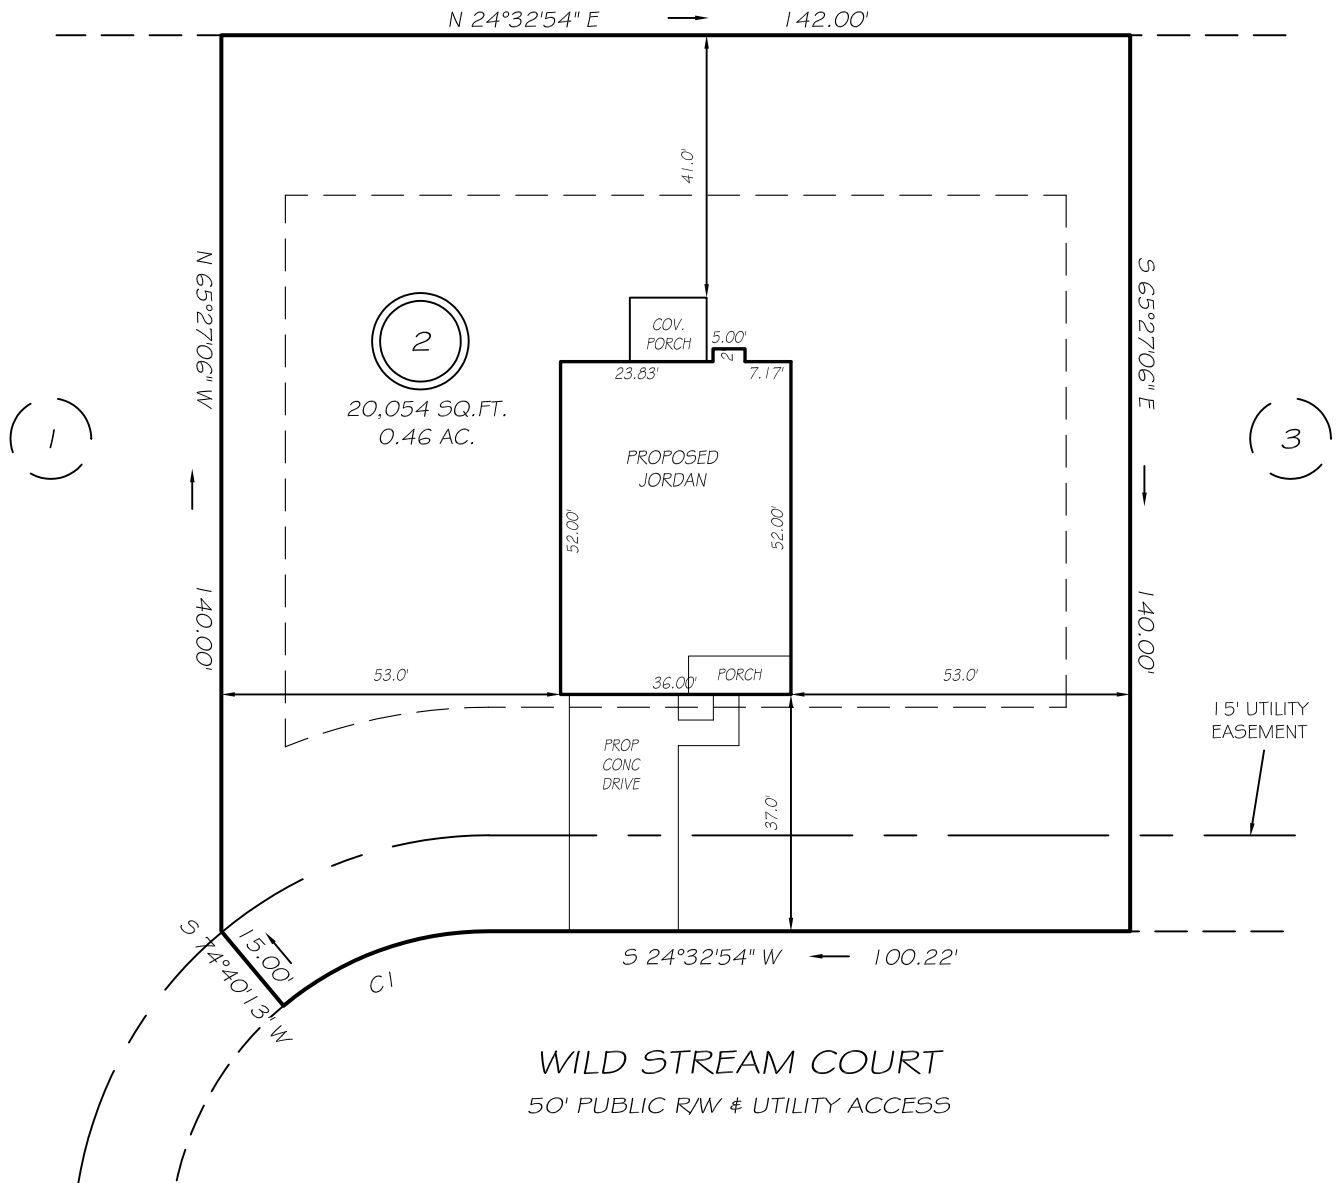 N 24°32'54" E 142.00'
41.0'
N 65°27'06" W
140.00'
S 65°27'06" E
140.00'
2
20,054 SQ.FT.
0.46 AC.
1
3
COV.
PORCH
5.00'
2'
23.83'
7.17'
PROPOSED
JORDAN
52.00'
52.00'
53.0'
36.00'
PORCH
53.0'
15' UTILITY
EASEMENT
PROP
CONC
DRIVE
37.0'
S 74°40'13" W
15.00'
C1
S 24°32'54" W 100.22'
WILD STREAM COURT
50' PUBLIC R/W & UTILITY ACCESS